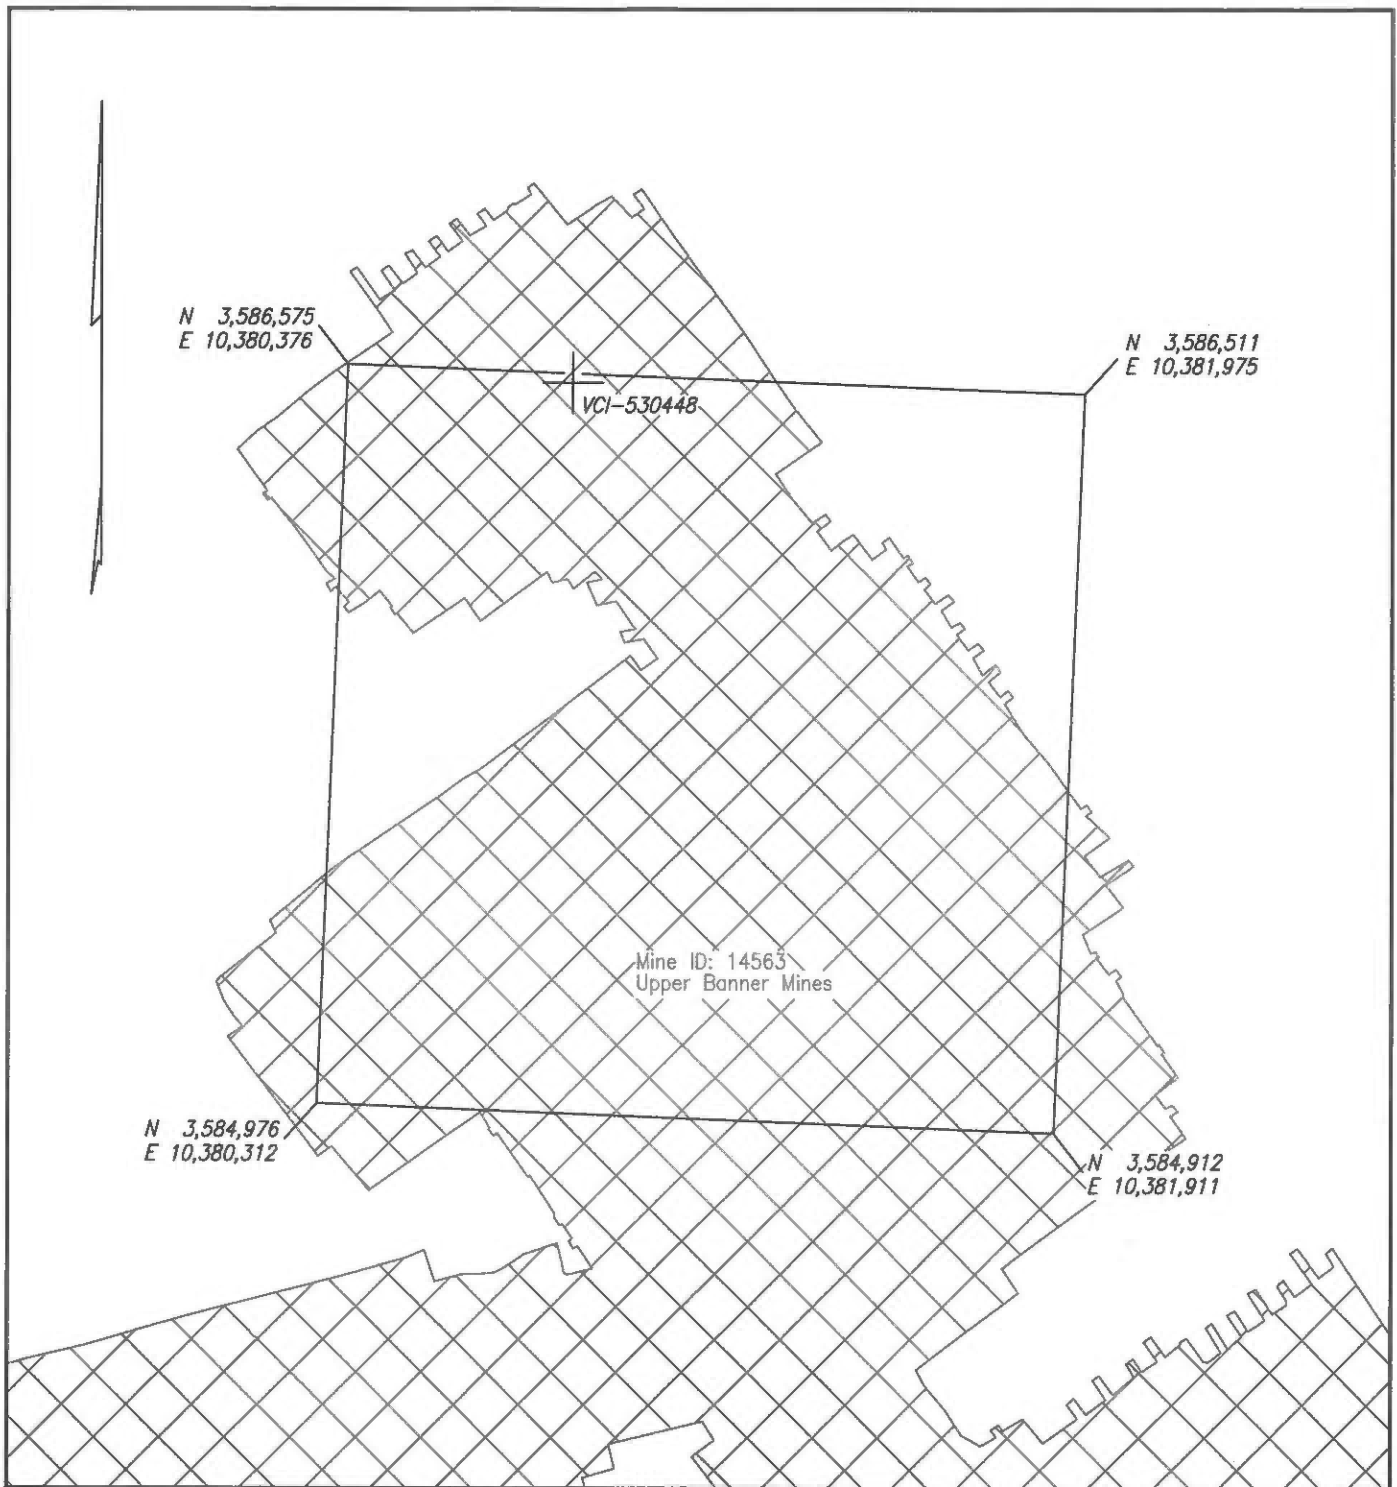 N 3,586,575
E 10,380,376
N 3,586,511
E 10,381,975
VCI-530448
Mine ID: 14563
Upper Banner Mines
N 3,584,976
E 10,380,312
N 3,584,912
E 10,381,911